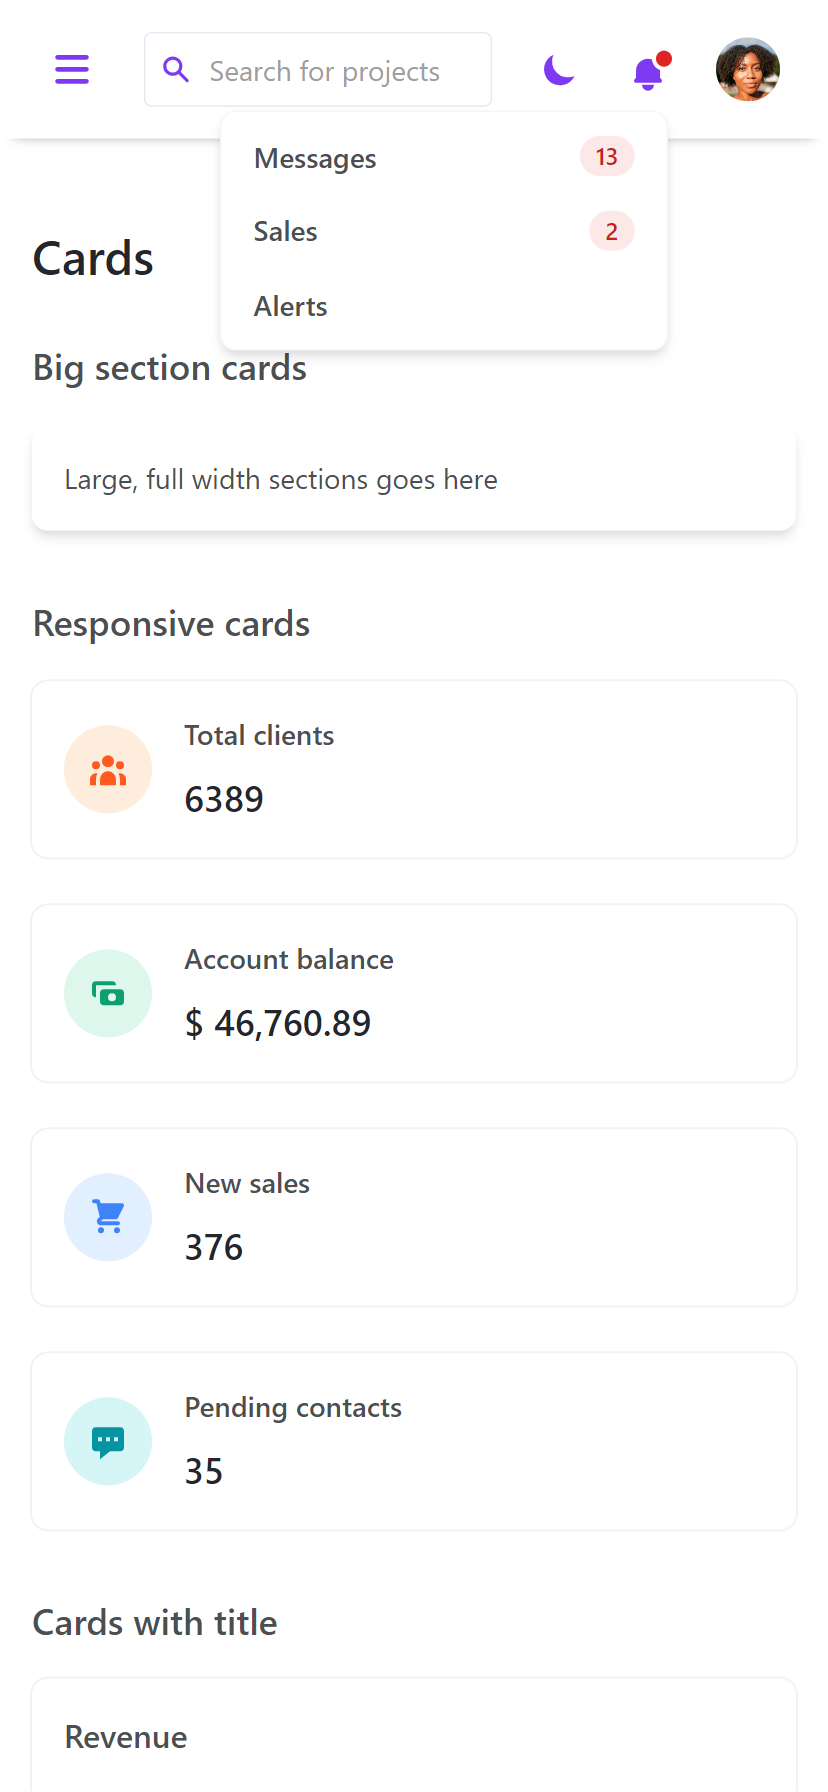 Search for projects
Messages 13
Sales 2
Alerts
Cards
Big section cards
Large, full width sections goes here
Responsive cards
Total clients
6389
Account balance
$ 46,760.89
New sales
376
Pending contacts
35
Cards with title
Revenue